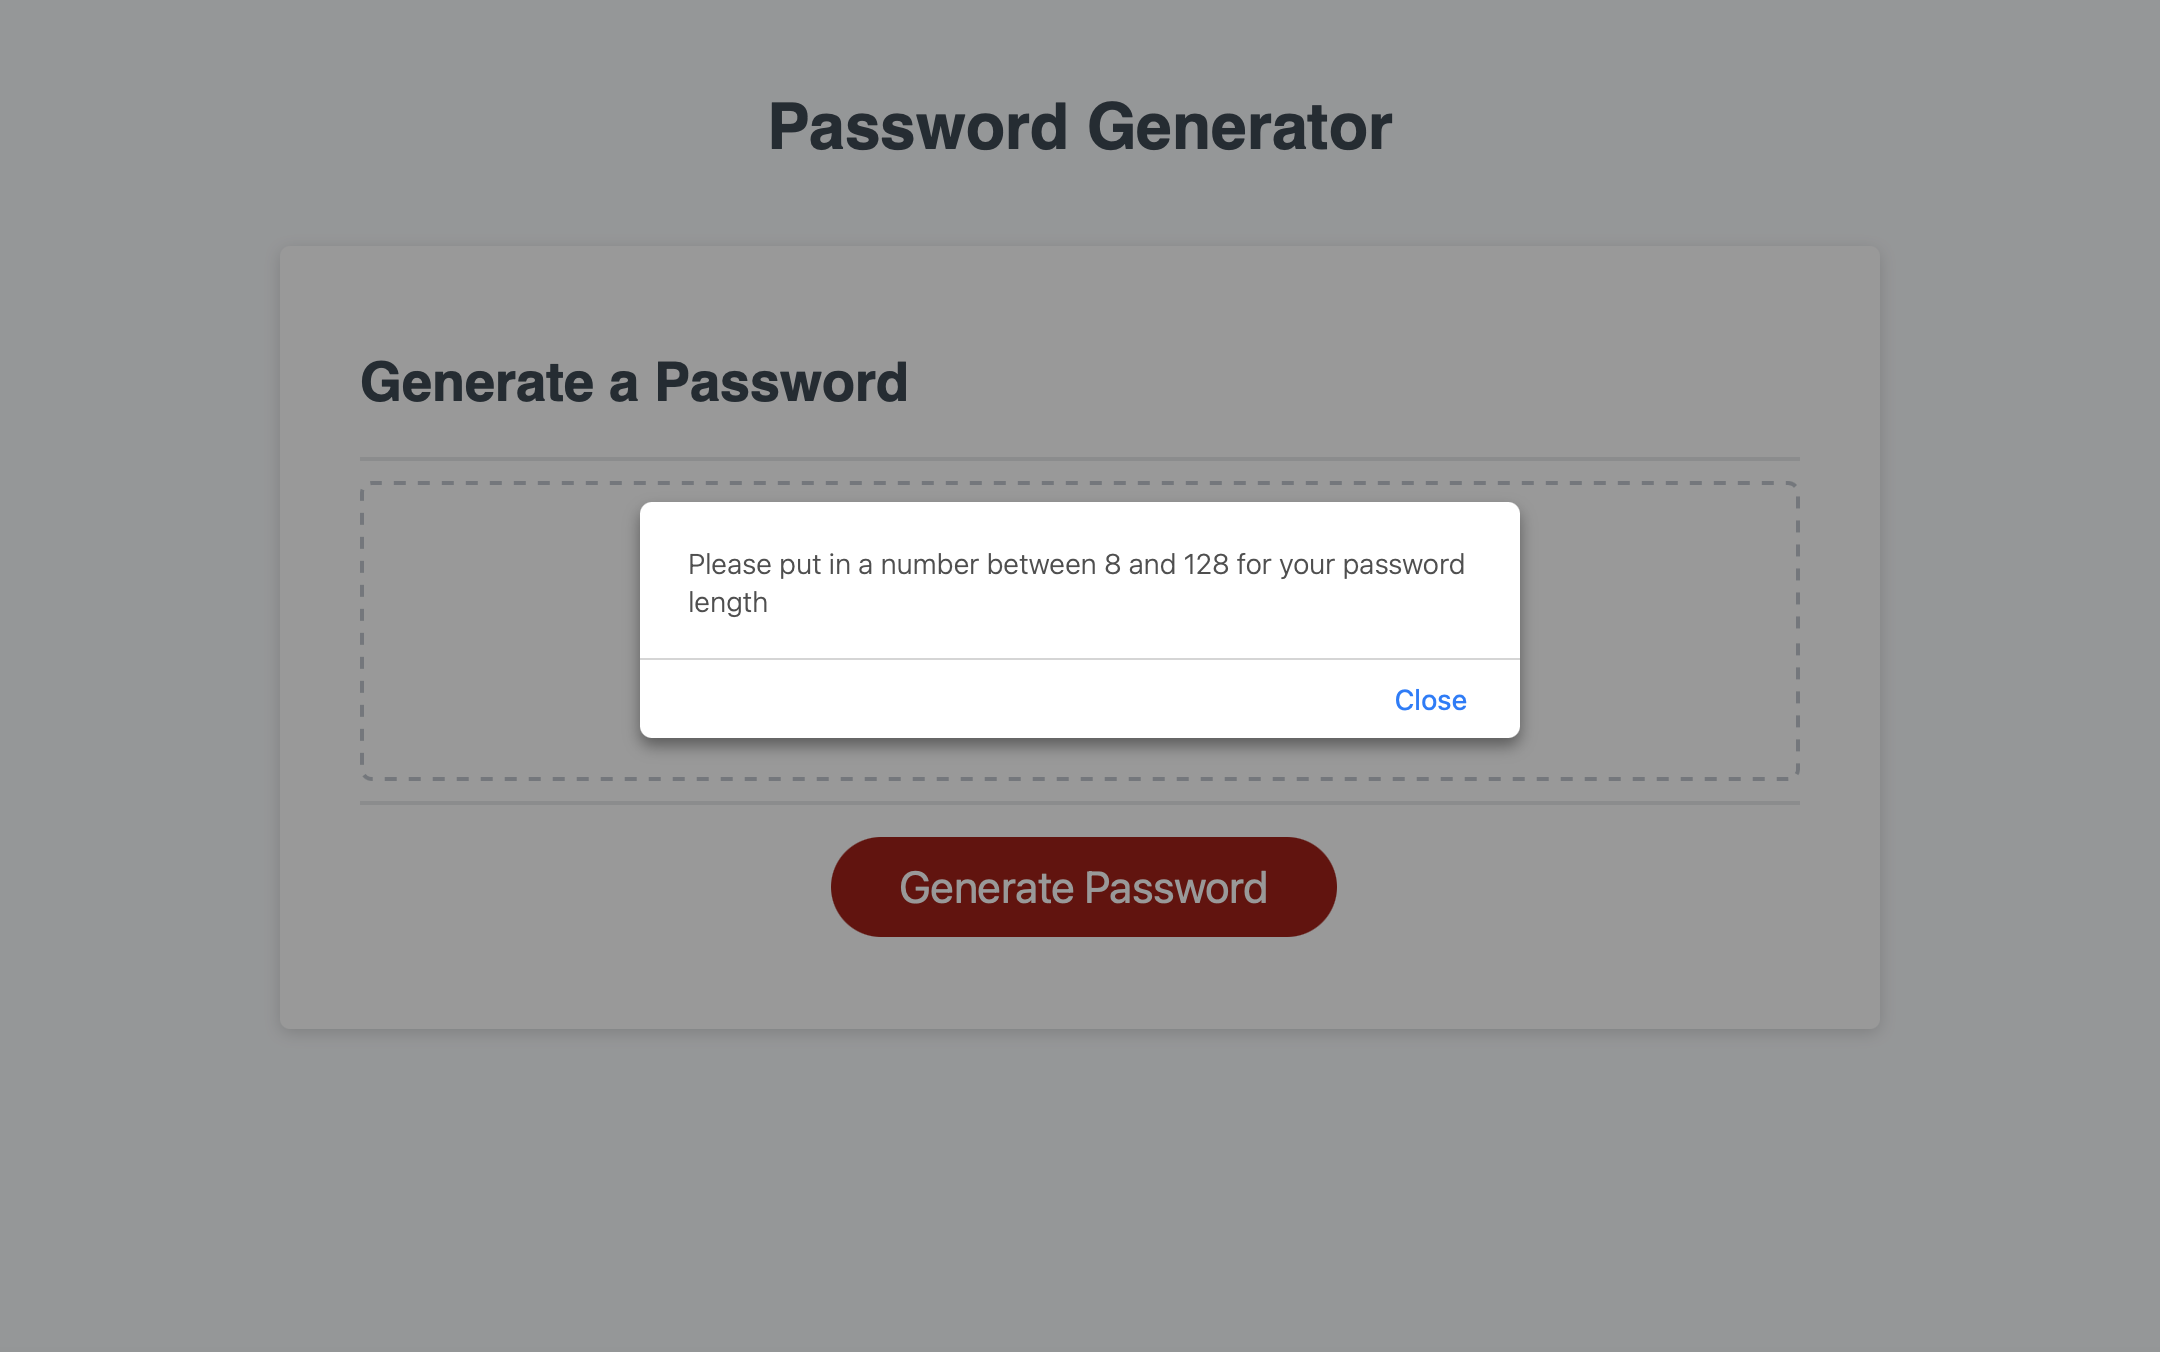 Password Generator
Generate a Password
Please put in a number between 8 and 128 for your password
length
Close
Generate Password